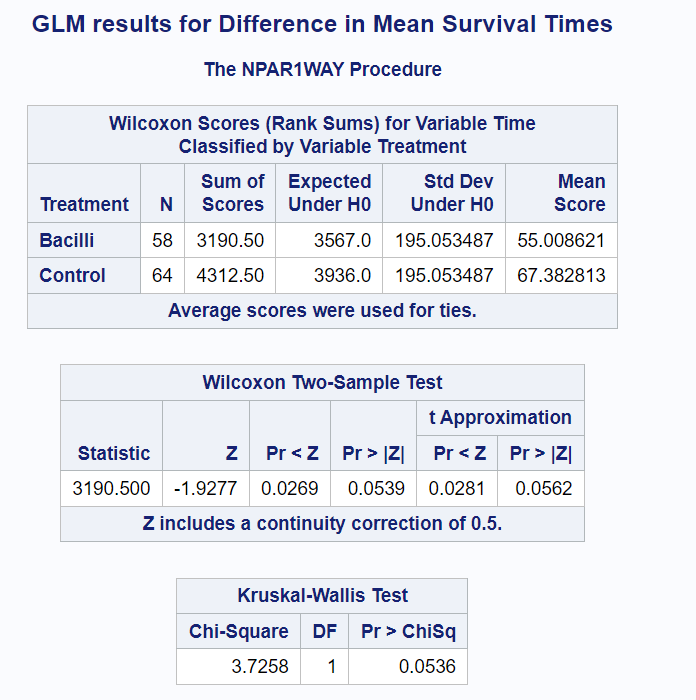 GLM results for Difference in Mean Survival Times
The NPAR1WAY Procedure
Wilcoxon Scores (Rank Sums) for Variable Time
Classified by Variable Treatment
Treatment N Sum of Scores Expected Under H0 Std Dev Under H0 Mean Score
Bacilli 58 3190.50 3567.0 195.053487 55.008621
Control 64 4312.50 3936.0 195.053487 67.382813
Average scores were used for ties.
Wilcoxon Two-Sample Test
t Approximation
Statistic Z Pr < Z Pr > |Z| Pr < Z Pr > |Z|
3190.500 -1.9277 0.0269 0.0539 0.0281 0.0562
Z includes a continuity correction of 0.5.
Kruskal-Wallis Test
Chi-Square DF Pr > ChiSq
3.7258 1 0.0536